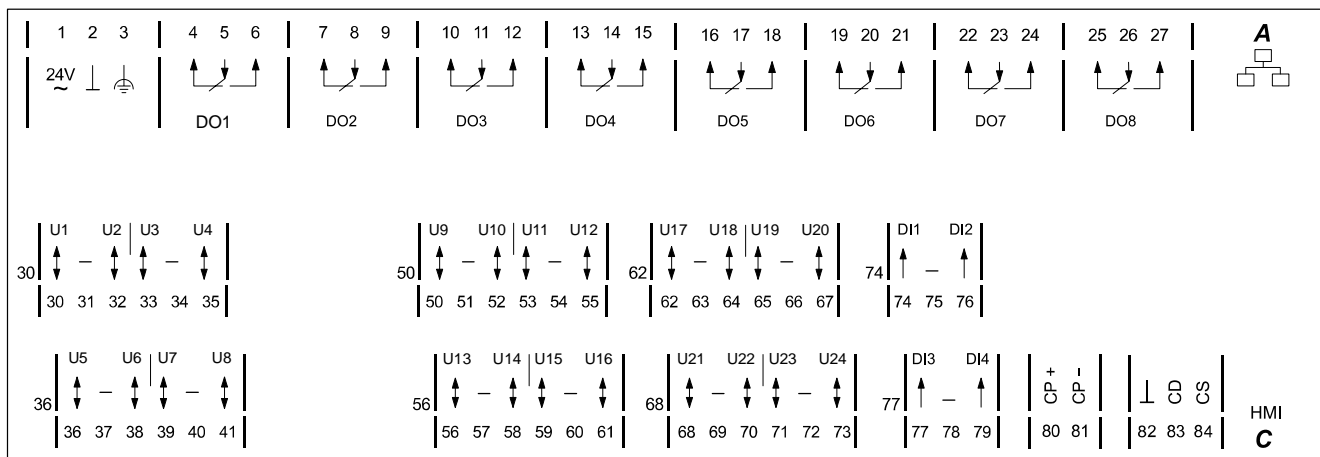 1 2 3 4 5 6 7 8 9 10 11 12 13 14 15 16 17 18 19 20 21 22 23 24 25 26 27 A
24V
~
DO1 DO2 DO3 DO4 DO5 DO6 DO7 DO8
U1 U2 U3 U4 U9 U10 U11 U12 U17 U18 U19 U20 DI1 DI2
30 – – 50 – – 62 – – 74 –
30 31 32 33 34 35 50 51 52 53 54 55 62 63 64 65 66 67 74 75 76
U5 U6 U7 U8 U13 U14 U15 U16 U21 U22 U23 U24 DI3 DI4 CP + CP - CD CS
36 – – 56 – – 68 – – 77 –
36 37 38 39 40 41 56 57 58 59 60 61 68 69 70 71 72 73 77 78 79 80 81 82 83 84
HMI
C